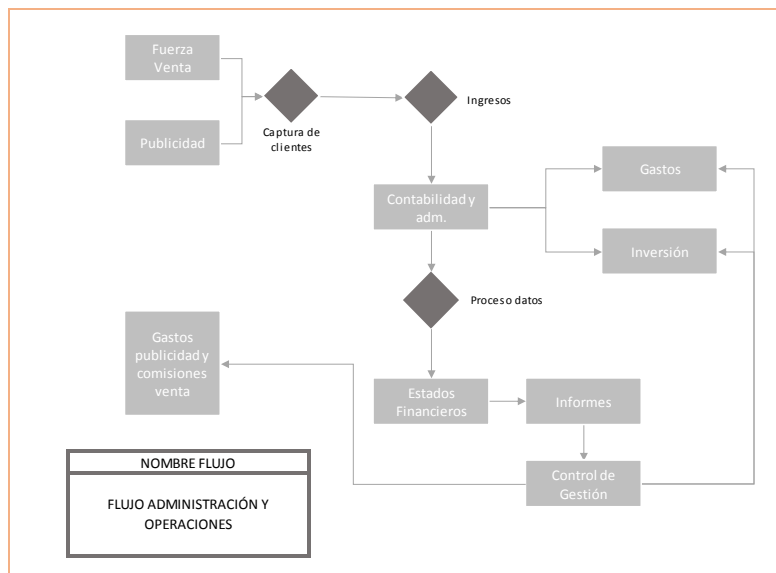 Fuerza
Venta
Publicidad
Captura de
clientes
Ingresos
Contabilidad y
adm.
Gastos
Inversión
Proceso datos
Gastos
publicidad y
comisiones
venta
Estados
Financieros
Informes
Control de
Gestión
NOMBRE FLUJO
FLUJO ADMINISTRACIÓN Y
OPERACIONES